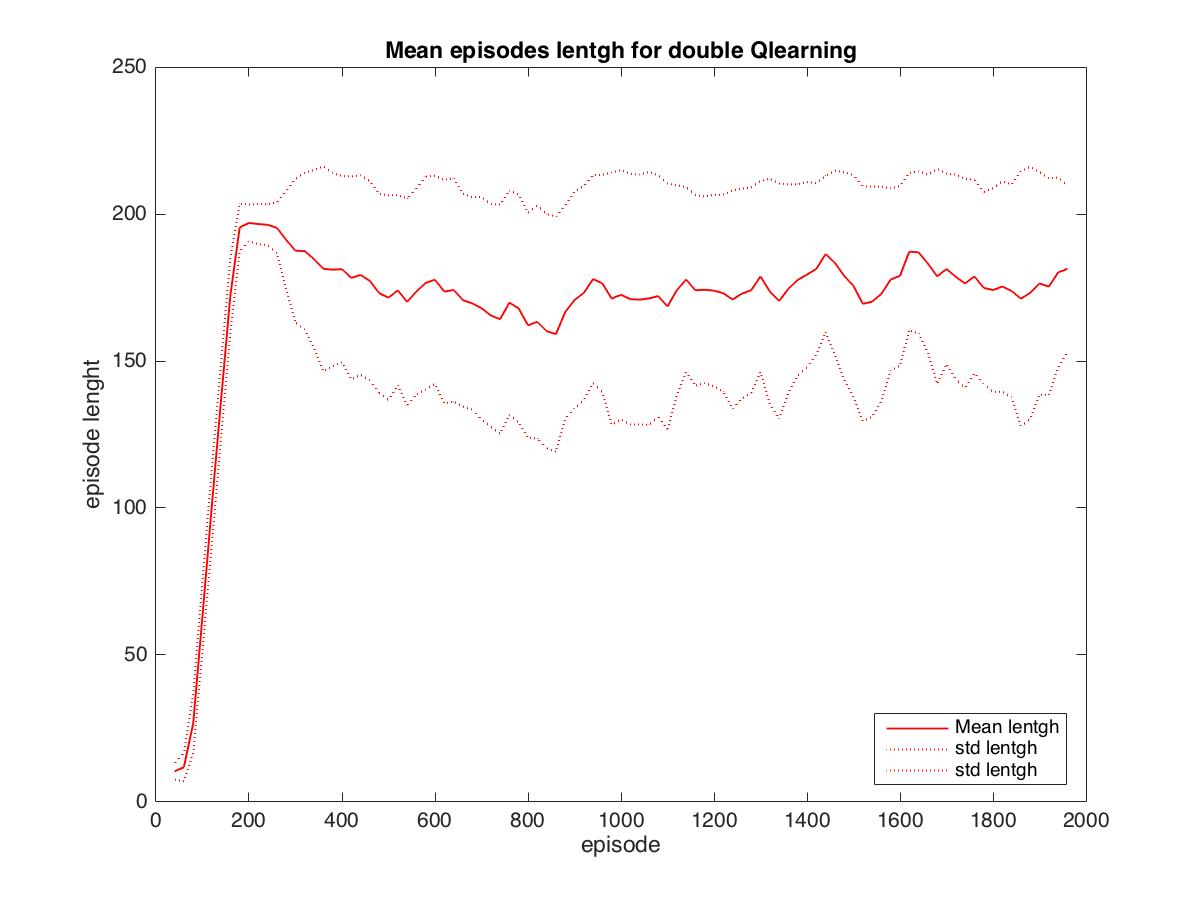 Mean episodes lentgh for double Qlearning
250
200
150
100
50
0
episode lenght
0 200 400 600 800 1000 1200 1400 1600 1800 2000
episode
Mean lentgh
std lentgh
std lentgh